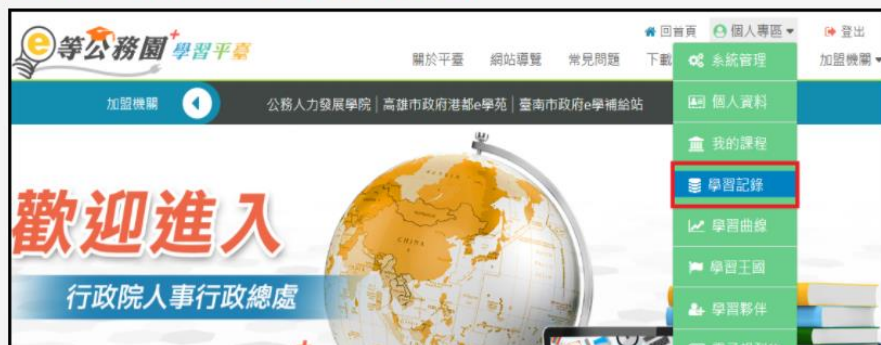 e等公務園+學習平臺
回首頁 個人專區 登出
關於平臺 網站導覽 常見問題 下載 加盟機關
系統管理
加盟機關 公務人力發展學院 | 高雄市政府港都e學苑 | 臺南市政府e學補給站
個人資料
我的課程
學習記錄
學習曲線
學習王國
學習夥伴
歡迎進入
行政院人事行政總處
CHINA